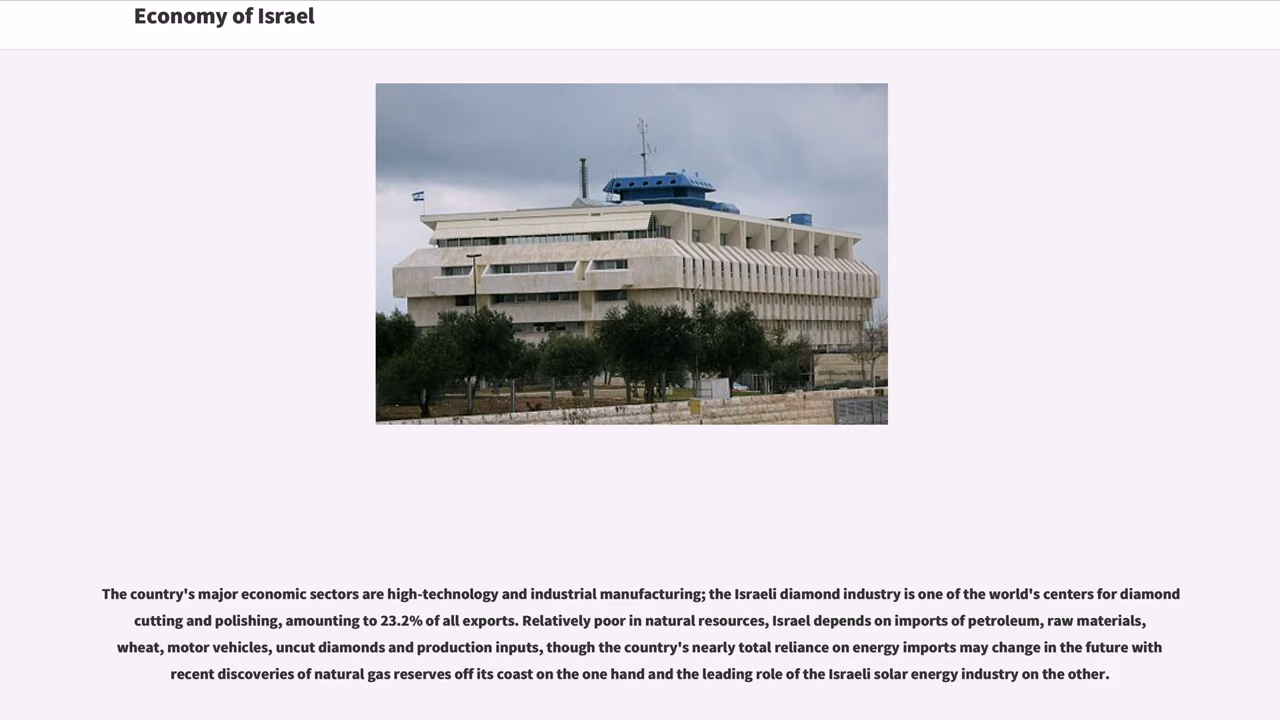 Economy of Israel
The country's major economic sectors are high-technology and industrial manufacturing; the Israeli diamond industry is one of the world's centers for diamond
cutting and polishing, amounting to 23.2% of all exports. Relatively poor in natural resources, Israel depends on imports of petroleum, raw materials,
wheat, motor vehicles, uncut diamonds and production inputs, though the country's nearly total reliance on energy imports may change in the future with
recent discoveries of natural gas reserves off its coast on the one hand and the leading role of the Israeli solar energy industry on the other.